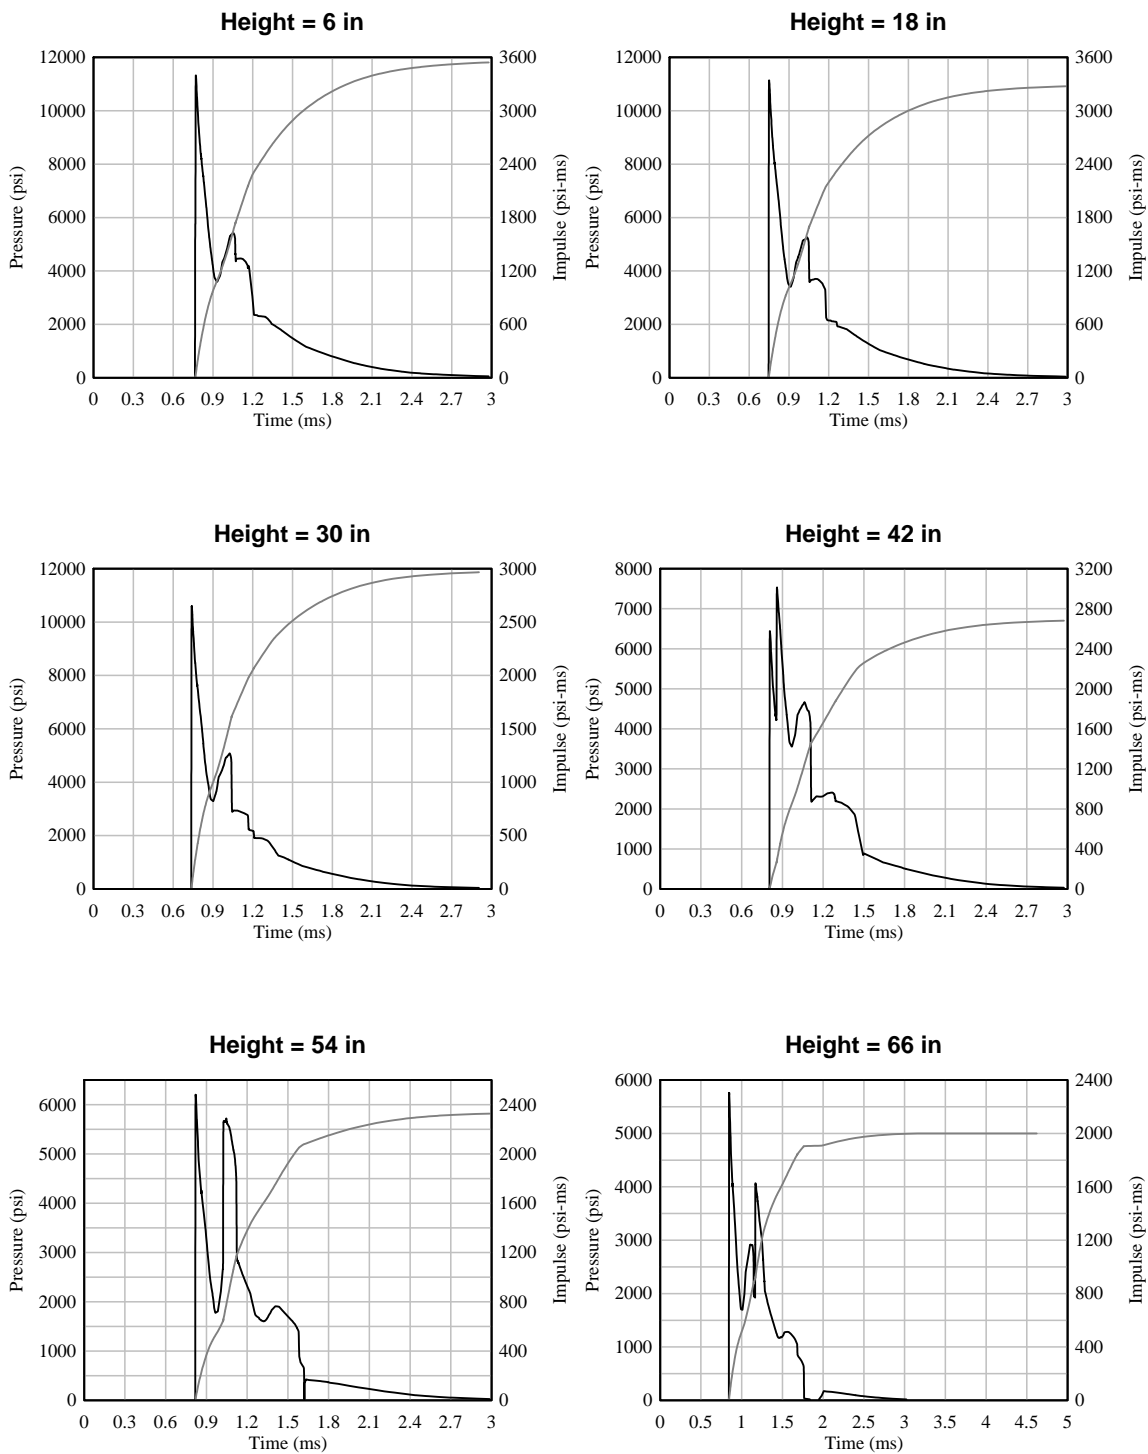 Height = 6 in
12000 10000 8000 6000 4000 2000 0
Pressure (psi)
3600 3000 2400 1800 1200 600 0
Impulse (psi-ms)
0 0.3 0.6 0.9 1.2 1.5 1.8 2.1 2.4 2.7 3
Time (ms)
Height = 18 in
12000 10000 8000 6000 4000 2000 0
Pressure (psi)
3600 3000 2400 1800 1200 600 0
Impulse (psi-ms)
0 0.3 0.6 0.9 1.2 1.5 1.8 2.1 2.4 2.7 3
Time (ms)
Height = 30 in
12000 10000 8000 6000 4000 2000 0
Pressure (psi)
3000 2500 2000 1500 1000 500 0
Impulse (psi-ms)
0 0.3 0.6 0.9 1.2 1.5 1.8 2.1 2.4 2.7 3
Time (ms)
Height = 42 in
8000 7000 6000 5000 4000 3000 2000 1000 0
Pressure (psi)
3200 2800 2400 2000 1600 1200 800 400 0
Impulse (psi-ms)
0 0.3 0.6 0.9 1.2 1.5 1.8 2.1 2.4 2.7 3
Time (ms)
Height = 54 in
6000 5000 4000 3000 2000 1000 0
Pressure (psi)
2400 2000 1600 1200 800 400 0
Impulse (psi-ms)
0 0.3 0.6 0.9 1.2 1.5 1.8 2.1 2.4 2.7 3
Time (ms)
Height = 66 in
6000 5000 4000 3000 2000 1000 0
Pressure (psi)
2400 2000 1600 1200 800 400 0
Impulse (psi-ms)
0 0.5 1 1.5 2 2.5 3 3.5 4 4.5 5
Time (ms)